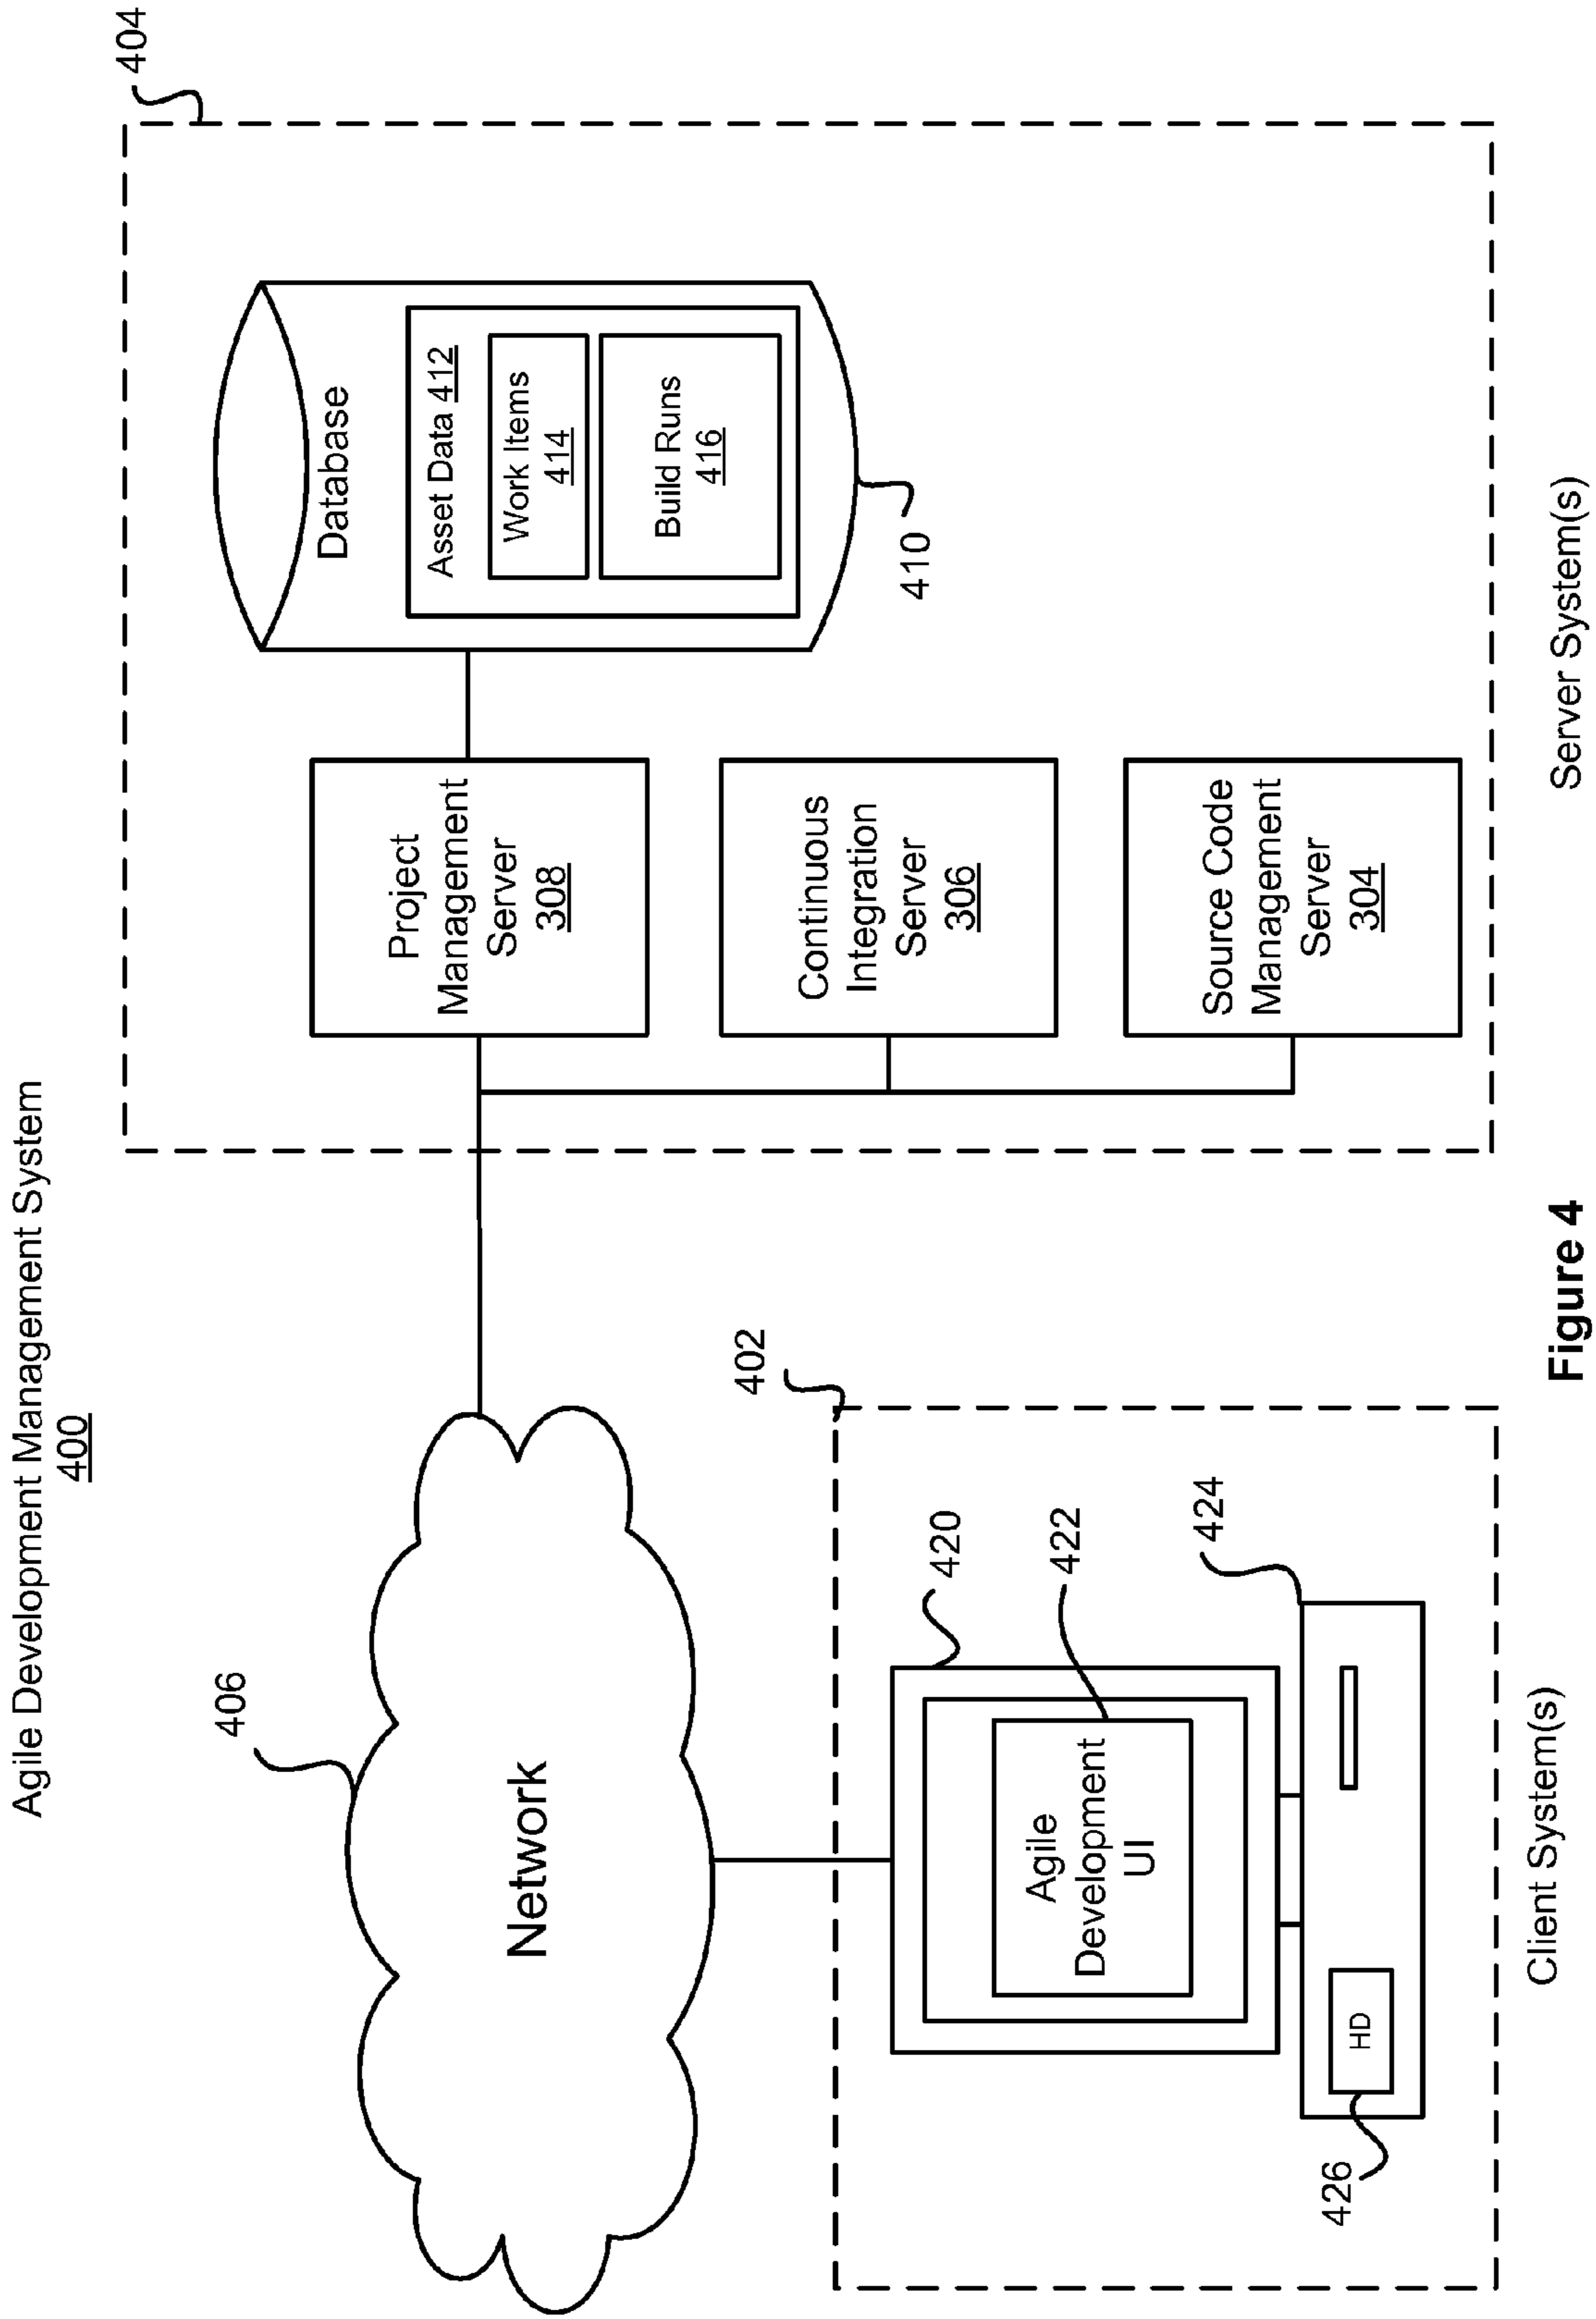 Agile Development Management System
400
406
Network
402
420
422
Agile
Development
UI
424
HD
426
Client System(s)
404
Project
Management
Server
308
Continuous
Integration
Server
306
Source Code
Management
Server
304
Database
Asset Data 412
Work Items
414
Build Runs
416
410
Server System(s)
Figure 4